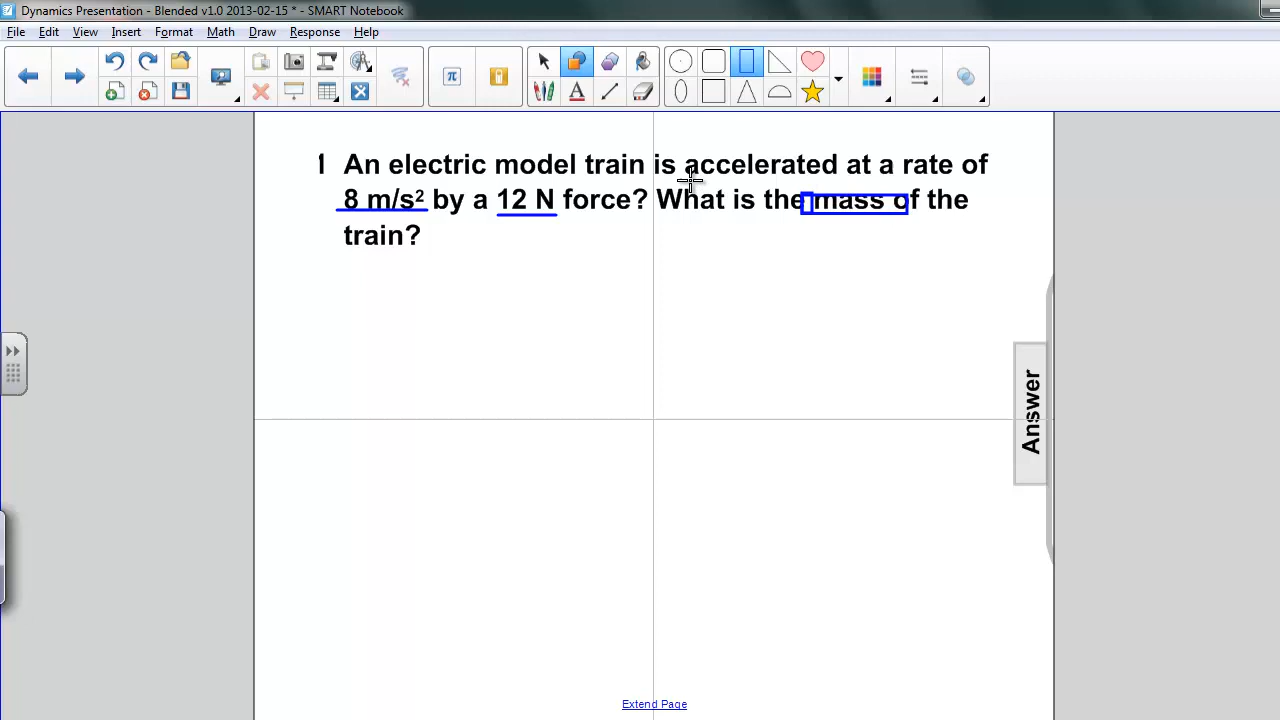 Dynamics Presentation - Blended v1.0 2013-02-15 * - SMART Notebook
File Edit View Insert Format Math Draw Response Help
π
A
1 An electric model train is accelerated at a rate of
8 m/s² by a 12 N force? What is the mass of the
train?
Answer
Extend Page